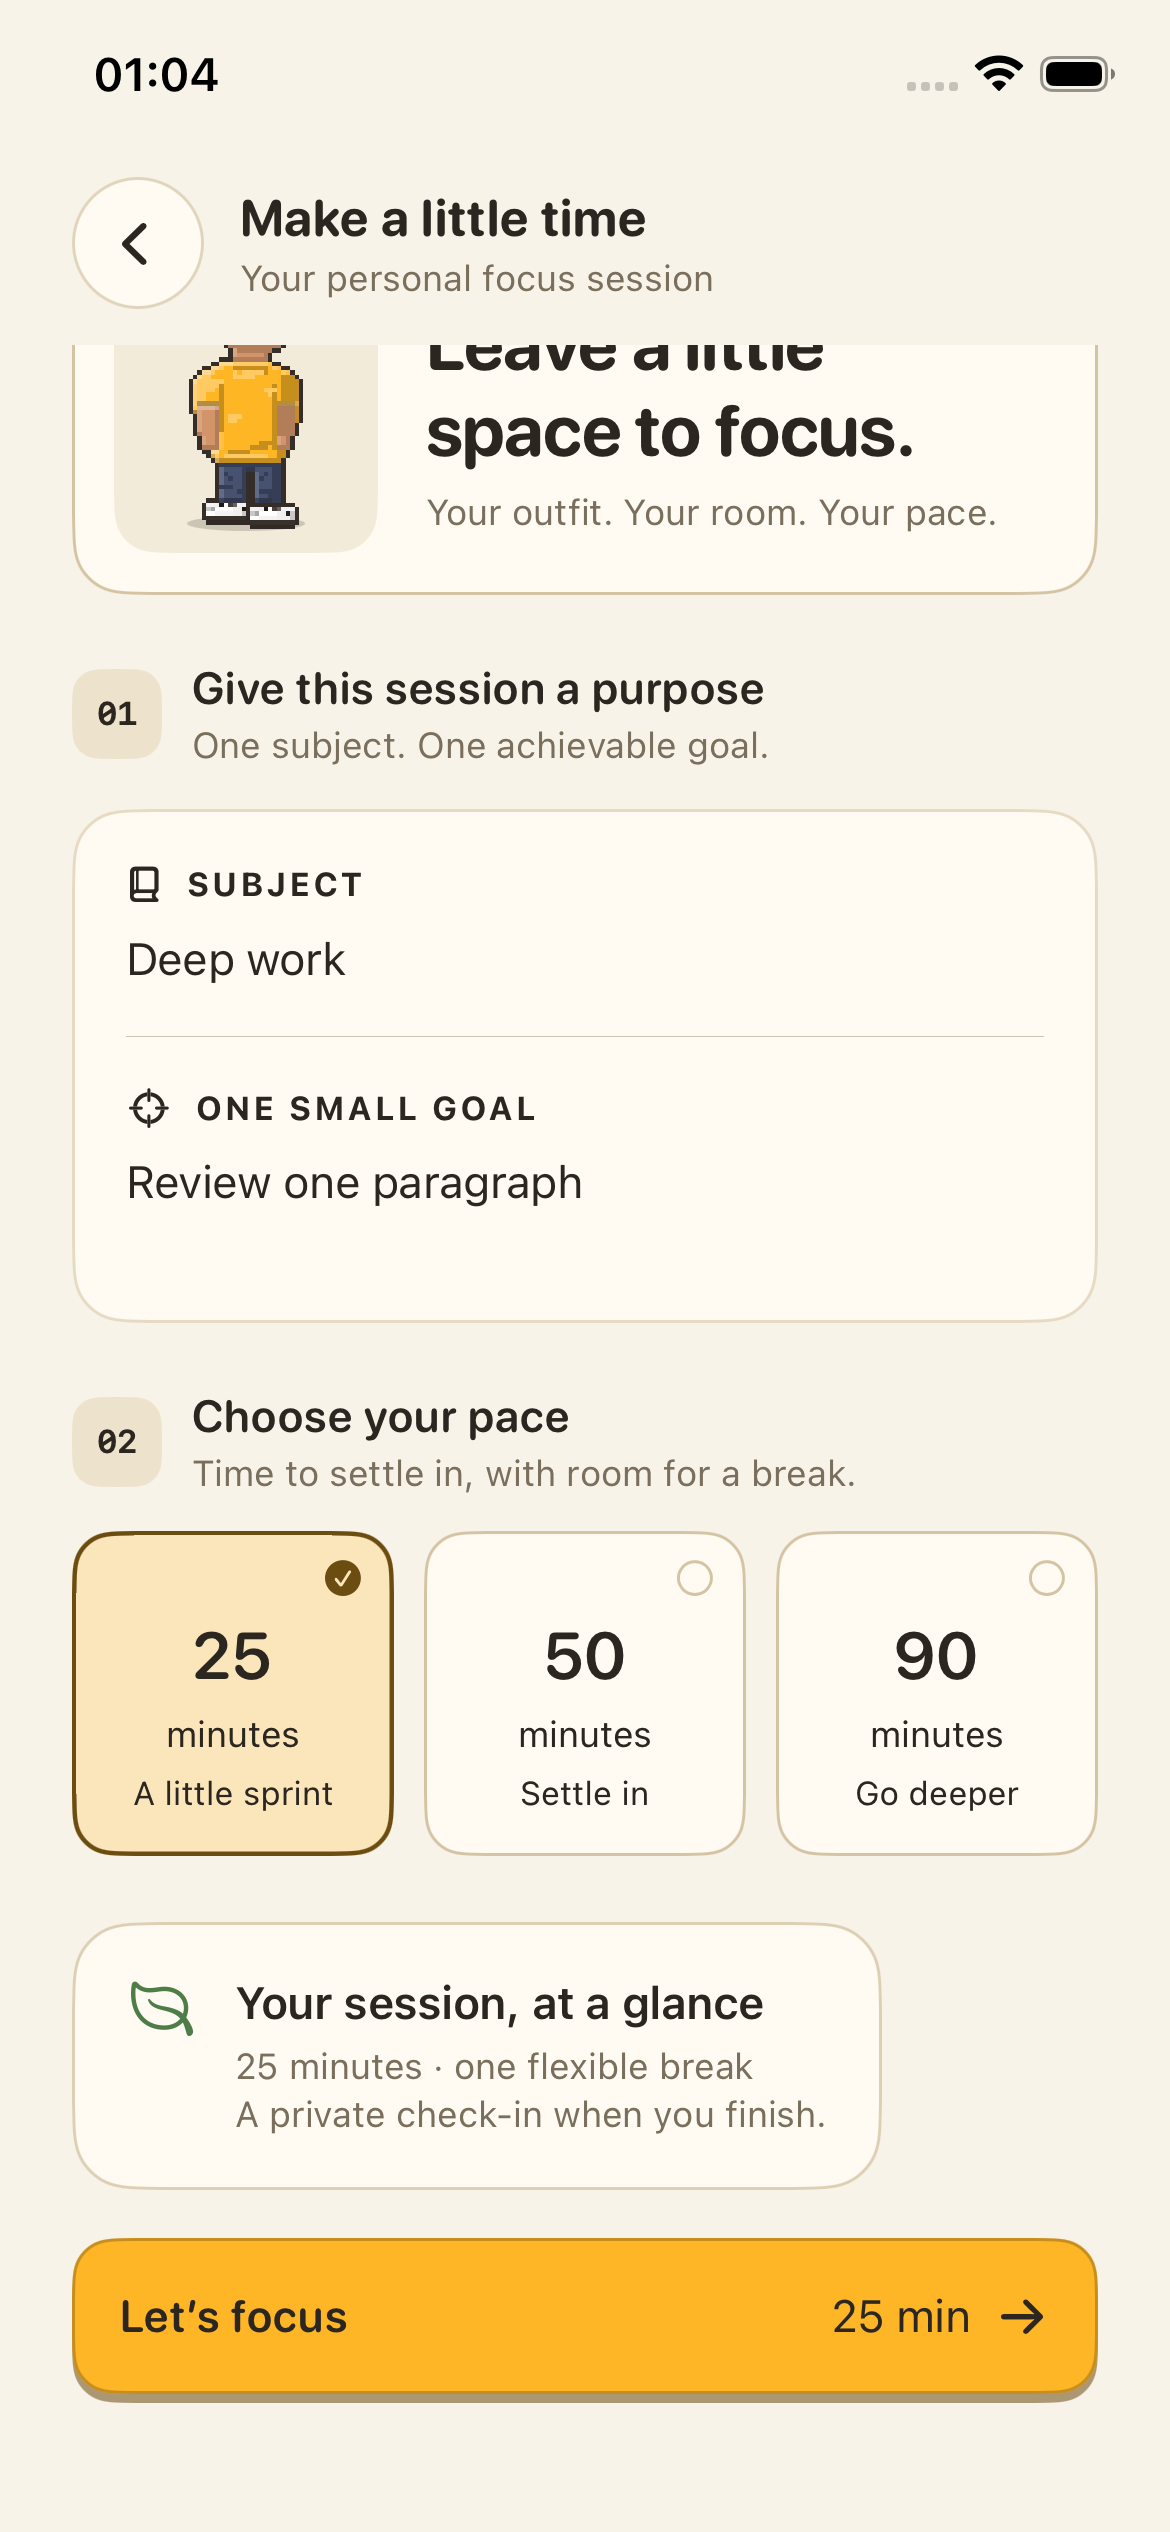 01:04
Make a little time
Your personal focus session
Leave a little
space to focus.
Your outfit. Your room. Your pace.
01
Give this session a purpose
One subject. One achievable goal.
SUBJECT
Deep work
ONE SMALL GOAL
Review one paragraph
02
Choose your pace
Time to settle in, with room for a break.
25
minutes
A little sprint
50
minutes
Settle in
90
minutes
Go deeper
Your session, at a glance
25 minutes · one flexible break
A private check-in when you finish.
Let's focus
25 min